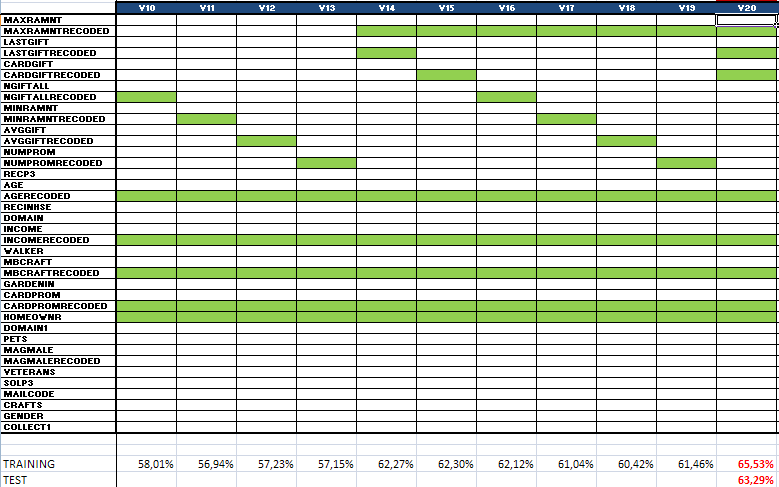 V10 V11 V12 V13 V14 V15 V16 V17 V18 V19 V20
MAXRAMNT
MAXRAMNTRECODED
LASTGIFT
LASTGIFTRECODED
CARDGIFT
CARDGIFTRECODED
NGIFTALL
NGIFTALLRECODED
MINRAMNT
MINRAMNTRECODED
AVGGIFT
AVGGIFTRECODED
NUMPROM
NUMPROMRECODED
RECP3
AGE
AGERECODED
RECINHSE
DOMAIN
INCOME
INCOMERECODED
WALKER
MBCRAFT
MBCRAFTRECODED
GARDENIN
CARDPROM
CARDPROMRECODED
HOMEOWNR
DOMAIN1
PETS
MAGMALE
MAGMALERECODED
VETERANS
SOLP3
MAILCODE
CRAFTS
GENDER
COLLECT1
TRAINING 58,01% 56,94% 57,23% 57,15% 62,27% 62,30% 62,12% 61,04% 60,42% 61,46% 65,53%
TEST 63,29%